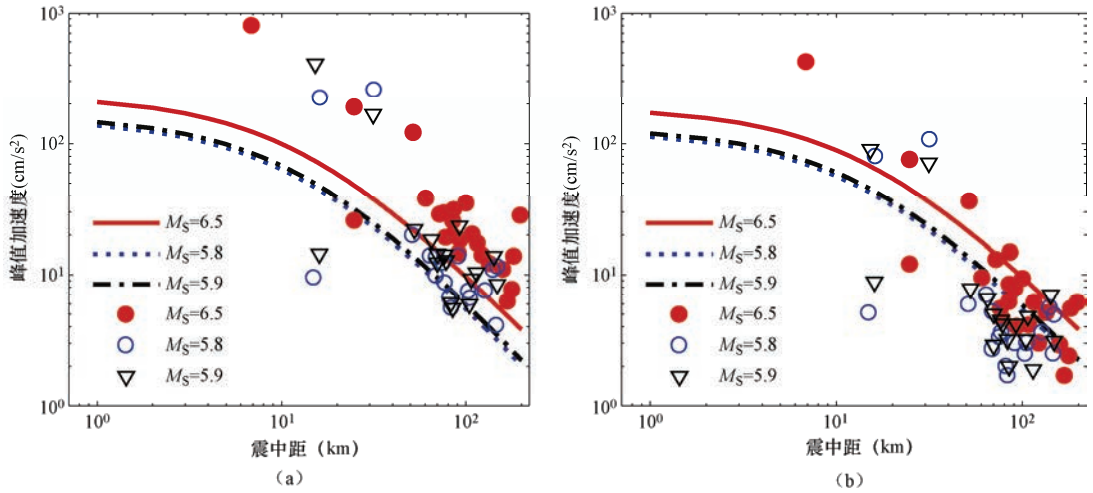 10³
10²
10¹
10⁰
峰值加速度(cm/s²)
M_S=6.5
M_S=5.8
M_S=5.9
M_S=6.5
M_S=5.8
M_S=5.9
10⁰ 10¹ 10²
震中距（km）
（a）
10³
10²
10¹
10⁰
峰值加速度(cm/s²)
M_S=6.5
M_S=5.8
M_S=5.9
M_S=6.5
M_S=5.8
M_S=5.9
10⁰ 10¹ 10²
震中距（km）
（b）